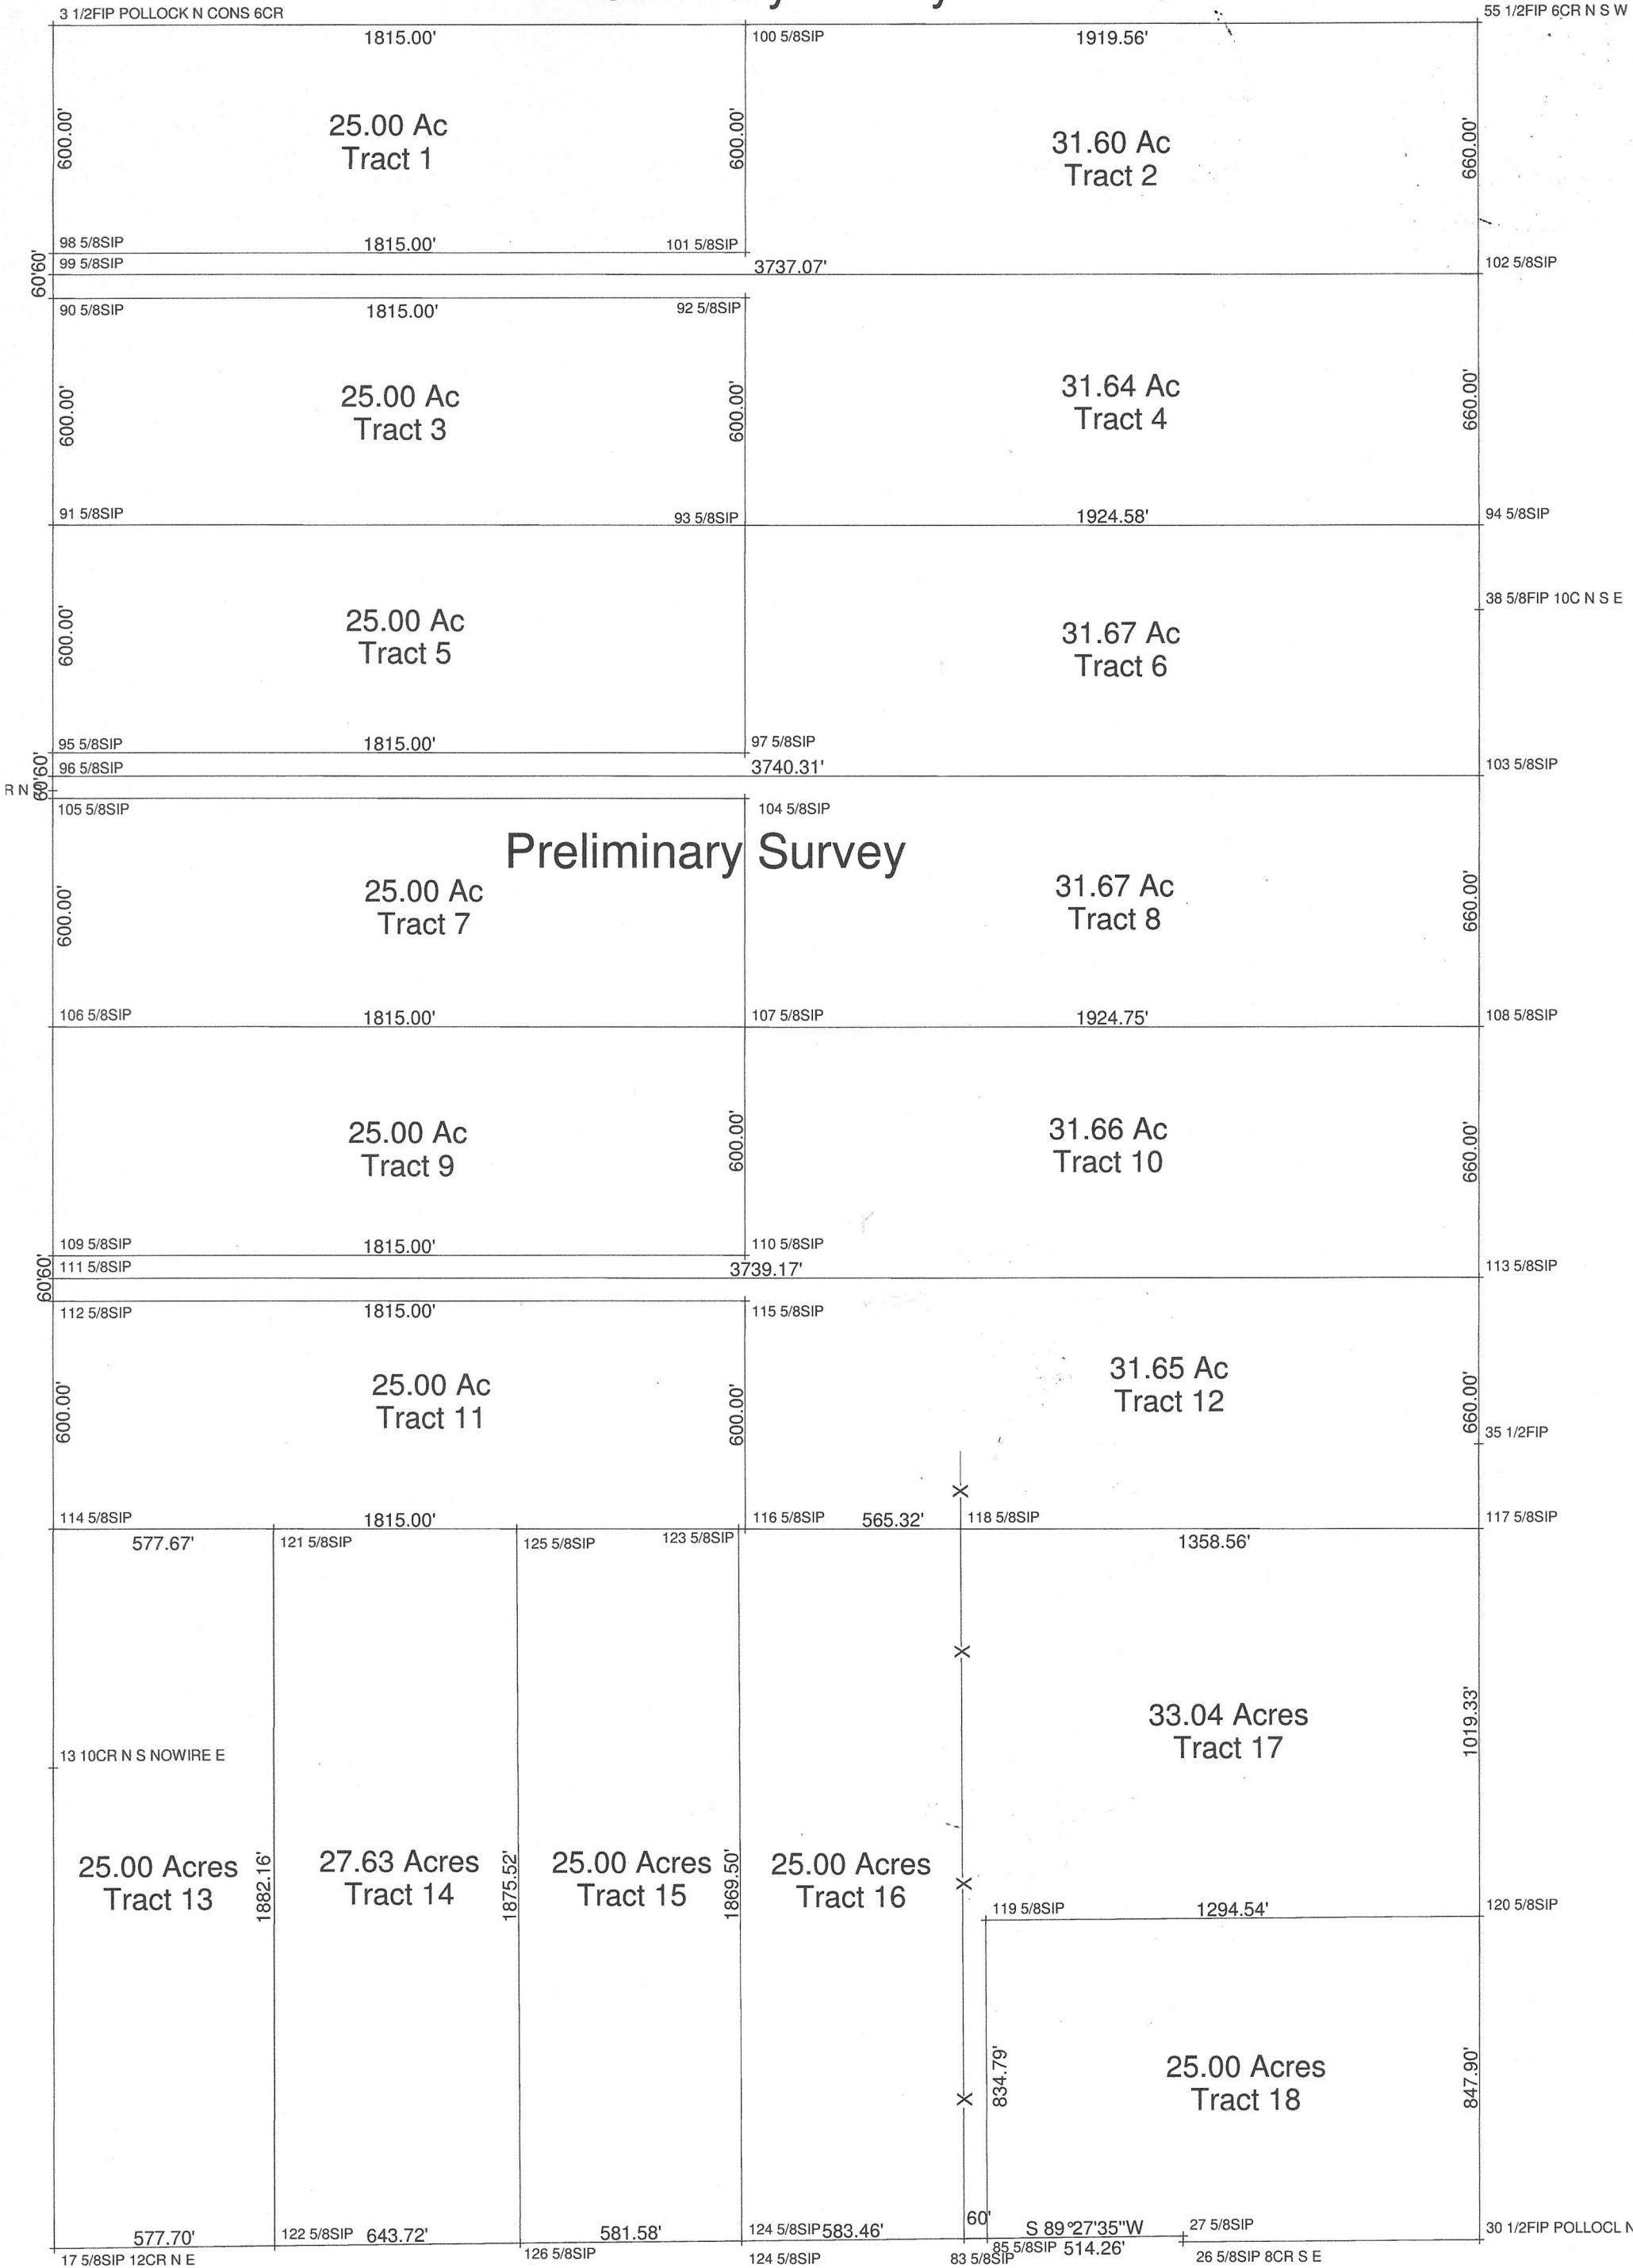 3 1/2FIP POLLOCK N CONS 6CR
55 1/2FIP 6CR N S W
1815.00'
100 5/8SIP
1919.56'
600.00'
25.00 Ac
Tract 1
600.00'
31.60 Ac
Tract 2
660.00'
98 5/8SIP
1815.00'
101 5/8SIP
60'60'
99 5/8SIP
3737.07'
102 5/8SIP
90 5/8SIP
1815.00'
92 5/8SIP
600.00'
25.00 Ac
Tract 3
600.00'
31.64 Ac
Tract 4
660.00'
91 5/8SIP
93 5/8SIP
1924.58'
94 5/8SIP
38 5/8FIP 10C N S E
600.00'
25.00 Ac
Tract 5
31.67 Ac
Tract 6
95 5/8SIP
1815.00'
97 5/8SIP
60'60'
96 5/8SIP
3740.31'
103 5/8SIP
R N
105 5/8SIP
104 5/8SIP
Preliminary Survey
600.00'
25.00 Ac
Tract 7
31.67 Ac
Tract 8
660.00'
106 5/8SIP
1815.00'
107 5/8SIP
1924.75'
108 5/8SIP
25.00 Ac
Tract 9
600.00'
31.66 Ac
Tract 10
660.00'
109 5/8SIP
1815.00'
110 5/8SIP
60'60'
111 5/8SIP
3739.17'
113 5/8SIP
112 5/8SIP
1815.00'
115 5/8SIP
600.00'
25.00 Ac
Tract 11
600.00'
31.65 Ac
Tract 12
660.00'
35 1/2FIP
114 5/8SIP
1815.00'
116 5/8SIP
565.32'
118 5/8SIP
117 5/8SIP
577.67'
121 5/8SIP
125 5/8SIP
123 5/8SIP
1358.56'
33.04 Acres
Tract 17
1019.33'
13 10CR N S NOWIRE E
25.00 Acres
Tract 13
1882.16'
27.63 Acres
Tract 14
1875.52'
25.00 Acres
Tract 15
1869.50'
25.00 Acres
Tract 16
119 5/8SIP
1294.54'
120 5/8SIP
834.79'
25.00 Acres
Tract 18
847.90'
577.70'
122 5/8SIP
643.72'
581.58'
124 5/8SIP
583.46'
60'
S 89°27'35"W
27 5/8SIP
30 1/2FIP POLLOCL N
17 5/8SIP 12CR N E
126 5/8SIP
124 5/8SIP
83 5/8SIP
85 5/8SIP
514.26'
26 5/8SIP 8CR S E